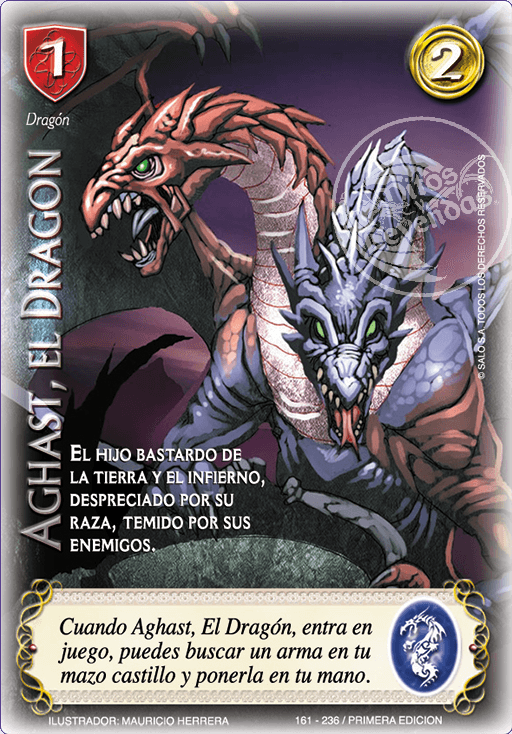 1
2
Dragón
AGHAST, EL DRAGON
MITOS
Leyendas
© SALO S.A TODOS LOS DERECHOS RESERVADOS
EL HIJO BASTARDO DE
LA TIERRA Y EL INFIERNO,
DESPRECIADO POR SU
RAZA, TEMIDO POR SUS
ENEMIGOS.
Cuando Aghast, El Dragón, entra en
juego, puedes buscar un arma en tu
mazo castillo y ponerla en tu mano.
ILUSTRADOR: MAURICIO HERRERA
161 - 236 / PRIMERA EDICION